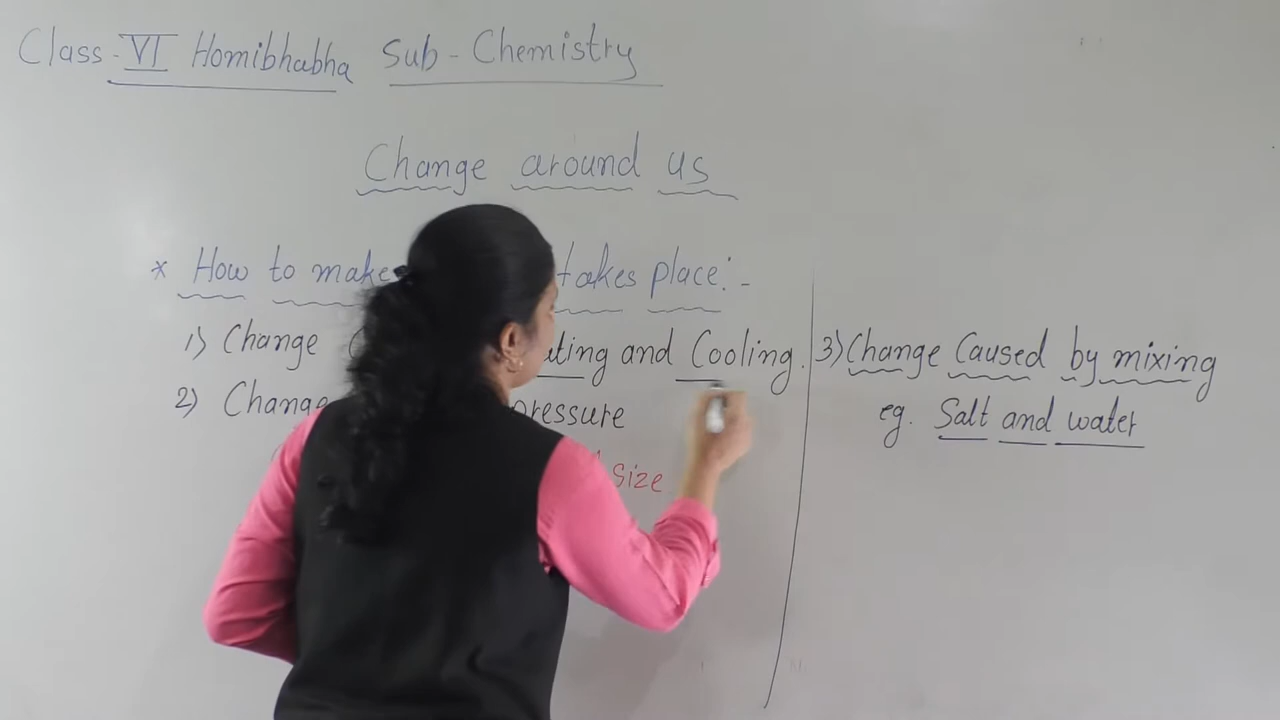 Class - VI Homibhabha Sub - Chemistry
Change around us
* How to make takes place :-
1) Change ating and Cooling.
2) Change pressure
size
3) Change Caused by mixing
eg. Salt and water